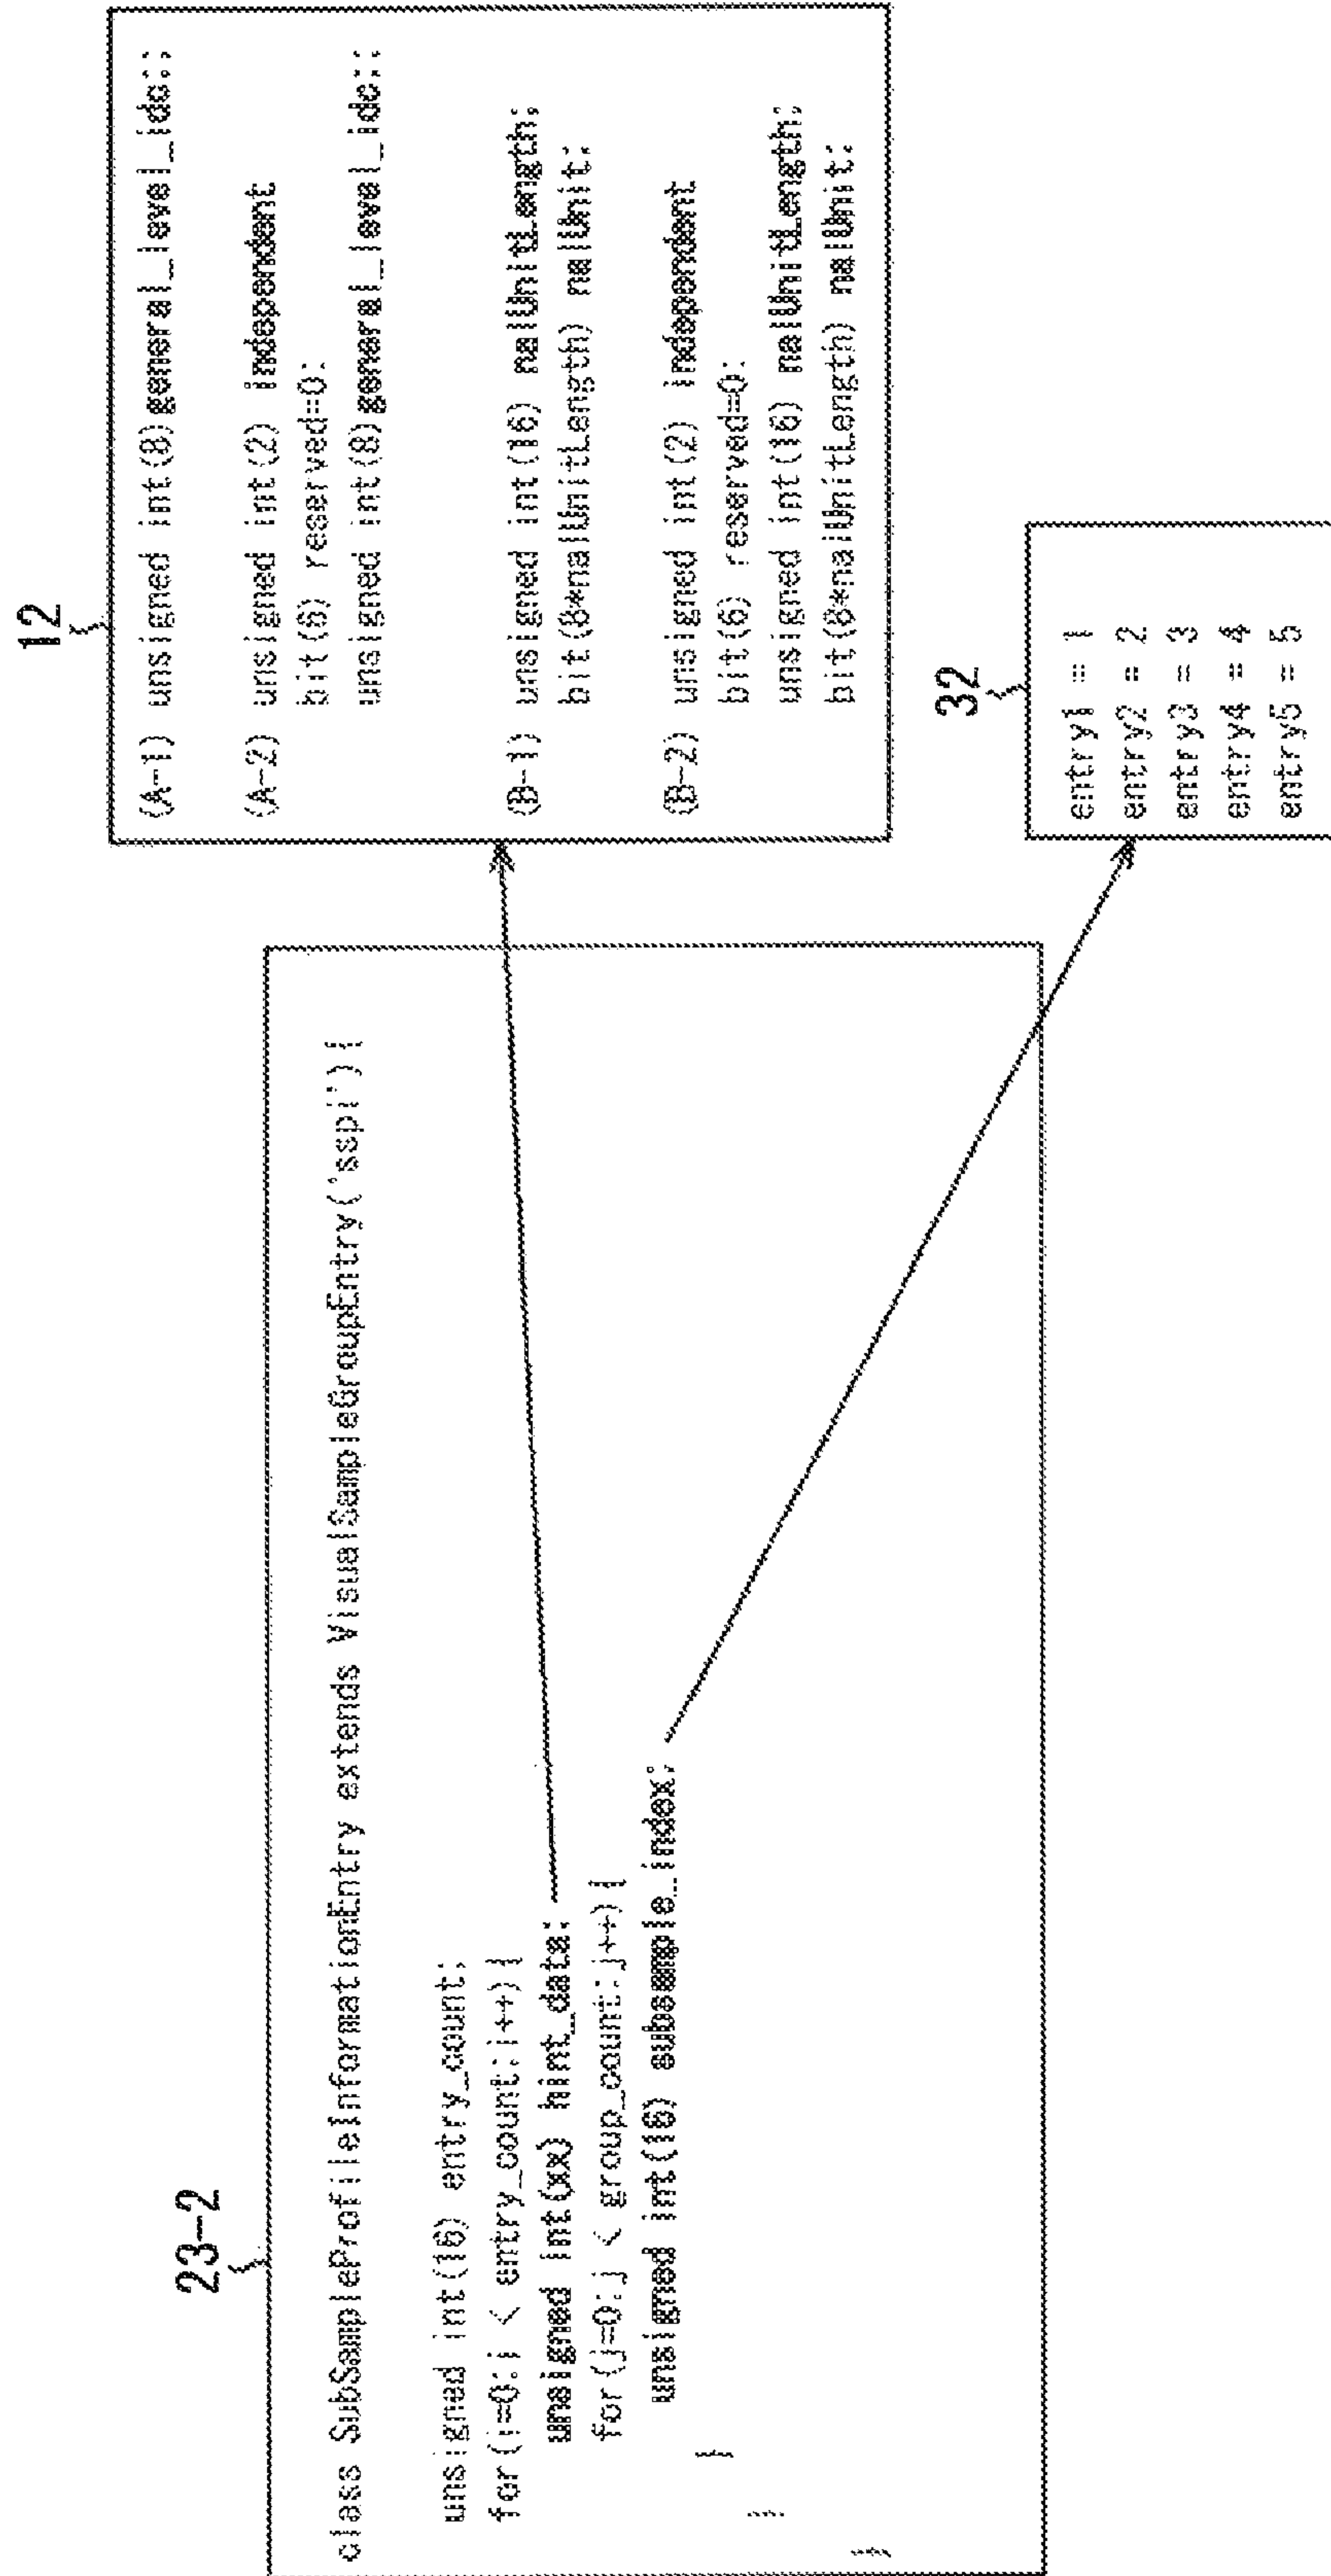 23-2
class SubSampleProfileInformationEntry extends VisualSampleGroupEntry('sspi'){
unsigned int(16) entry_count;
for(i=0;i < entry_count;i++){
unsigned int(xx) hint_data;
for(j=0;j < group_count;j++){
unsigned int(16) subsample_index;
}
}
}
12
(A-1) unsigned int(8)general_level_idc;;
(A-2) unsigned int(2) independent
bit(6) reserved=0;
unsigned int(8)general_level_idc;;
(B-1) unsigned int(16) nalUnitLength;
bit(8*nalUnitLength) nalUnit;
(B-2) unsigned int(2) independent
bit(6) reserved=0;
unsigned int(16) nalUnitLength;
bit(8*nalUnitLength) nalUnit;
32
entry1 = 1
entry2 = 2
entry3 = 3
entry4 = 4
entry5 = 5